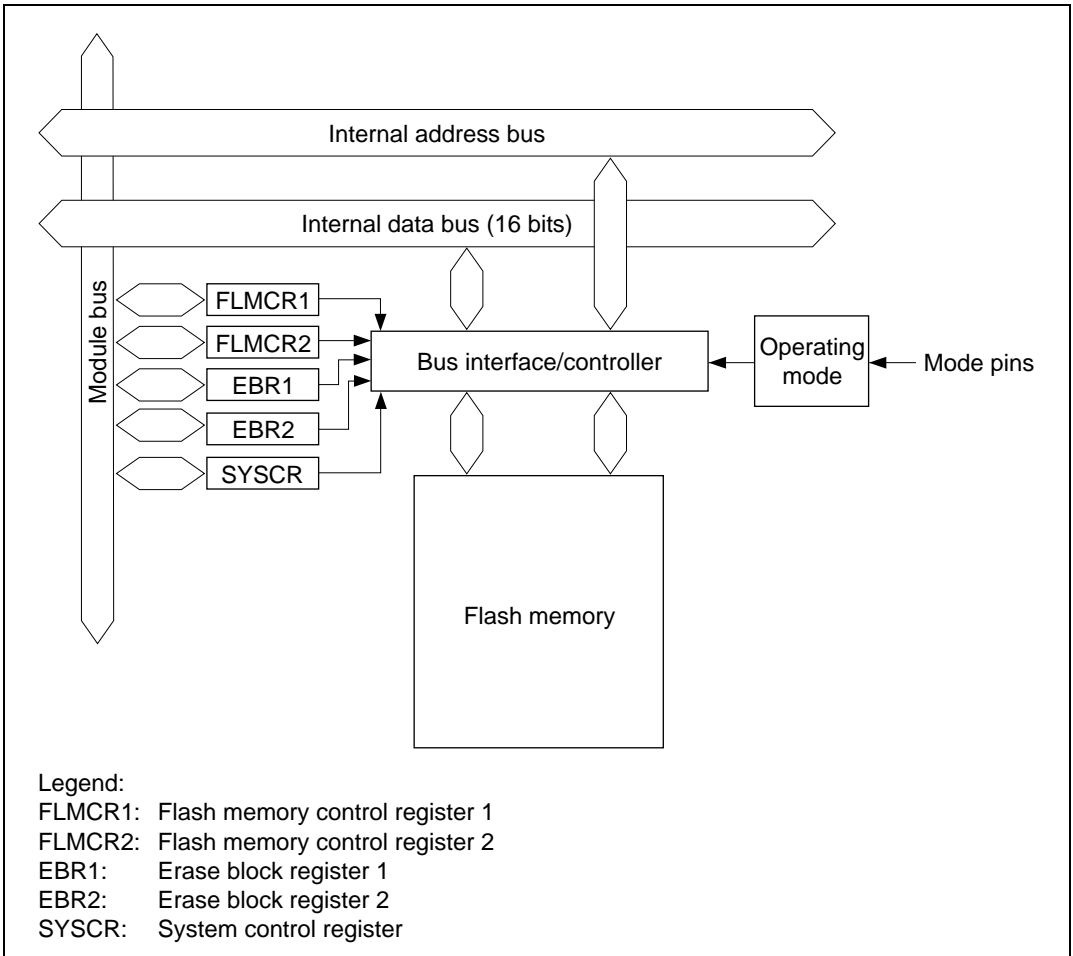 Internal address bus
Internal data bus (16 bits)
Module bus
FLMCR1
FLMCR2
EBR1
EBR2
SYSCR
Bus interface/controller
Operating
mode
Mode pins
Flash memory
Legend:
FLMCR1: Flash memory control register 1
FLMCR2: Flash memory control register 2
EBR1: Erase block register 1
EBR2: Erase block register 2
SYSCR: System control register